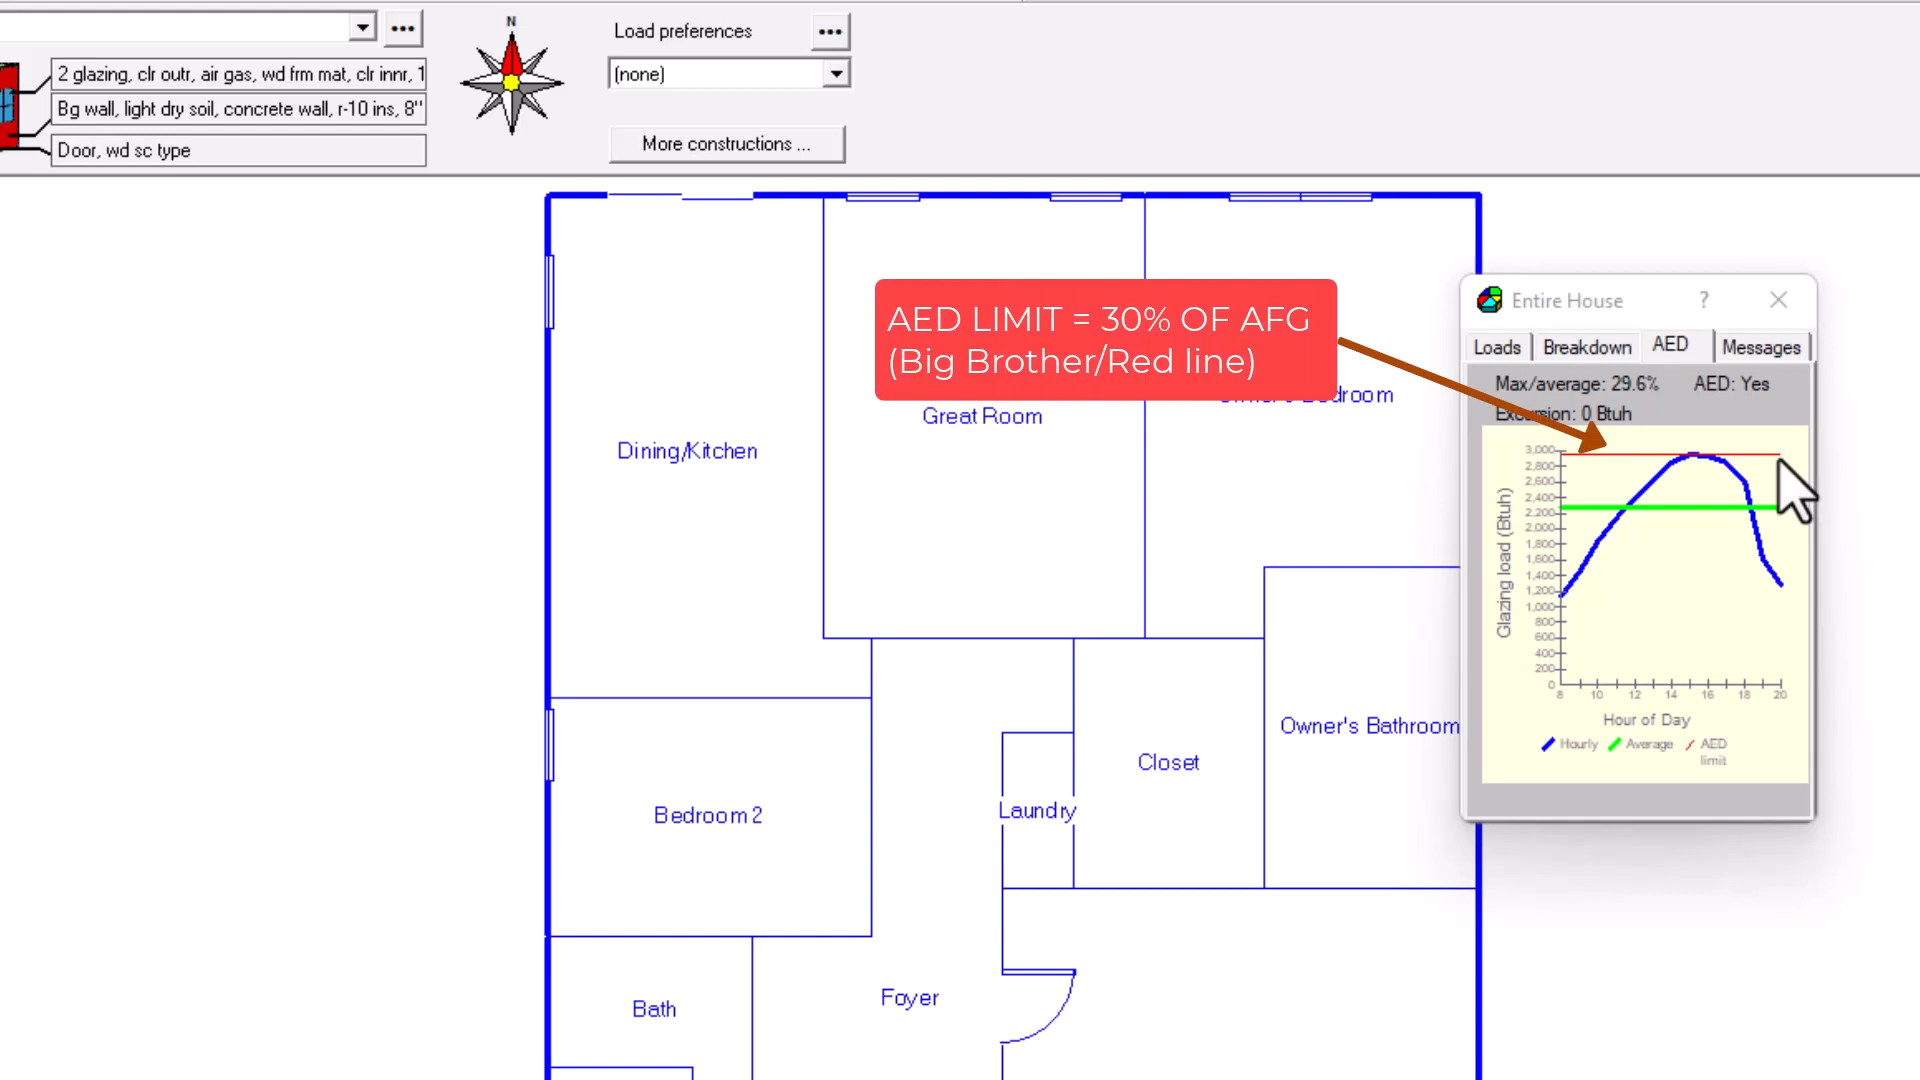 N
Load preferences
•••
•••
2 glazing, clr outr, air gas, wd frm mat, clr innr, 1
(none)
Bg wall, light dry soil, concrete wall, r-10 ins, 8"
Door, wd sc type
More constructions ...
AED LIMIT = 30% OF AFG
(Big Brother/Red line)
Entire House
?
Loads
Breakdown
AED
Messages
Max/average: 29.6%
AED: Yes
Excursion: 0 Btuh
Glazing load (Btuh)
3,000
2,800
2,600
2,400
2,200
2,000
1,800
1,600
1,400
1,200
1,000
800
600
400
200
0
8
10
12
14
16
18
20
Hour of Day
Hourly
Average
AED
limit
Dining/Kitchen
Great Room
Bedroom
Bedroom 2
Laundry
Closet
Owner's Bathroom
Bath
Foyer